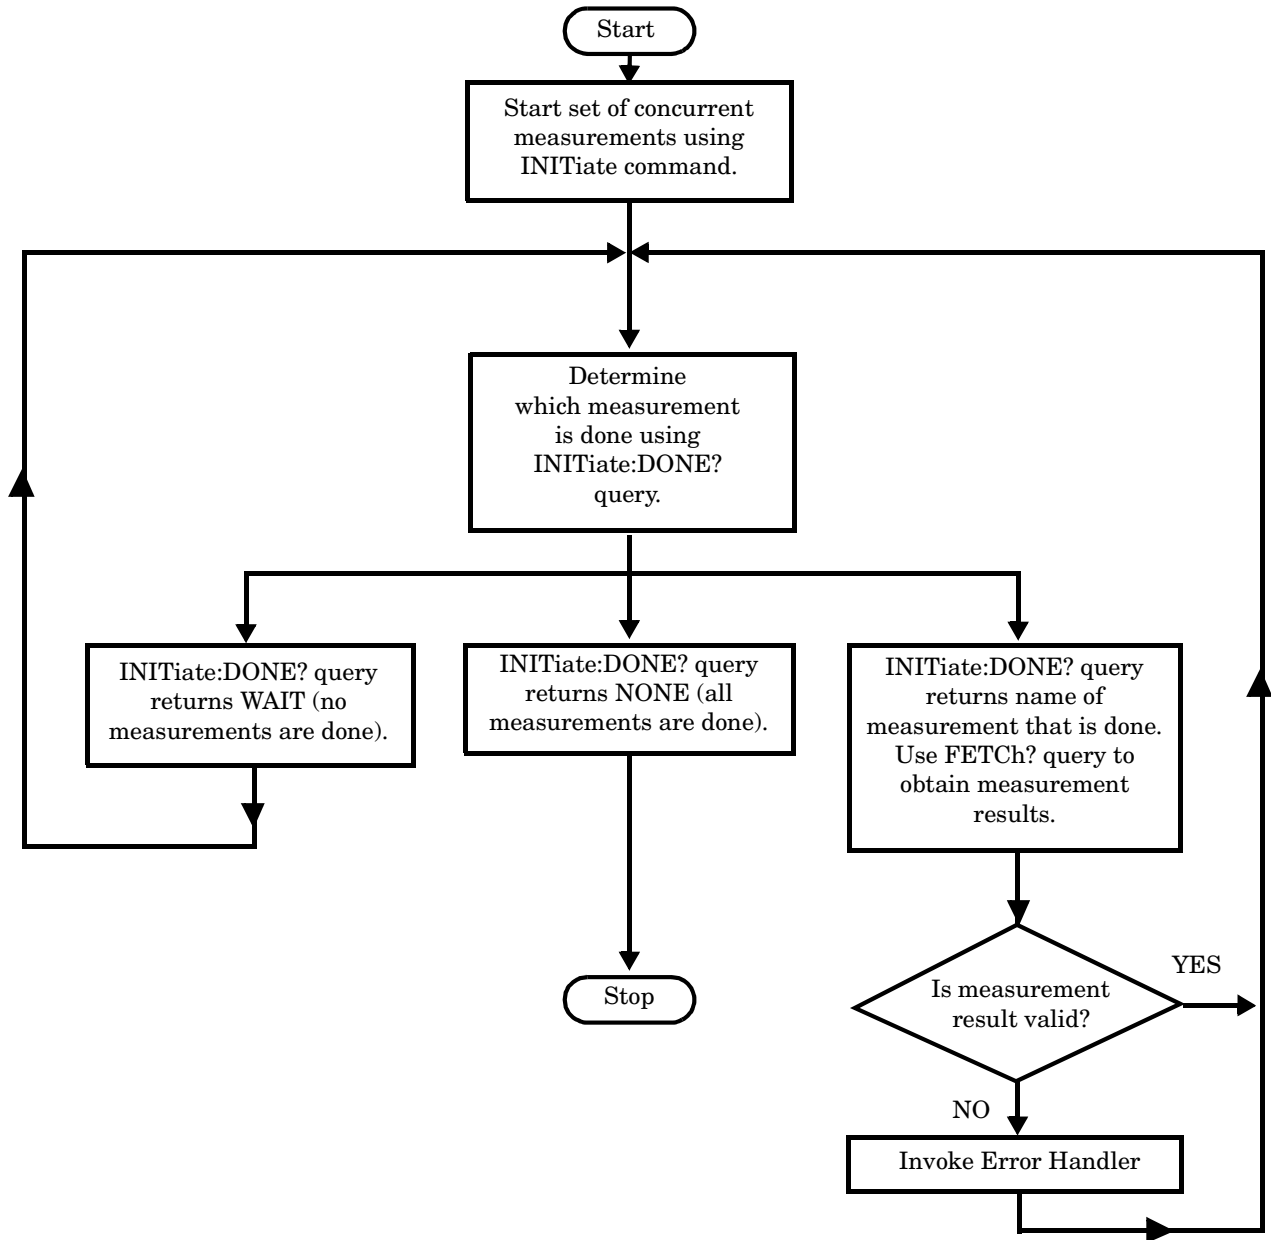 Start
Start set of concurrent
measurements using
INITiate command.
Determine
which measurement
is done using
INITiate:DONE?
query.
INITiate:DONE? query
returns WAIT (no
measurements are done).
INITiate:DONE? query
returns NONE (all
measurements are done).
INITiate:DONE? query
returns name of
measurement that is done.
Use FETCh? query to
obtain measurement
results.
Is measurement
result valid?
YES
NO
Invoke Error Handler
Stop